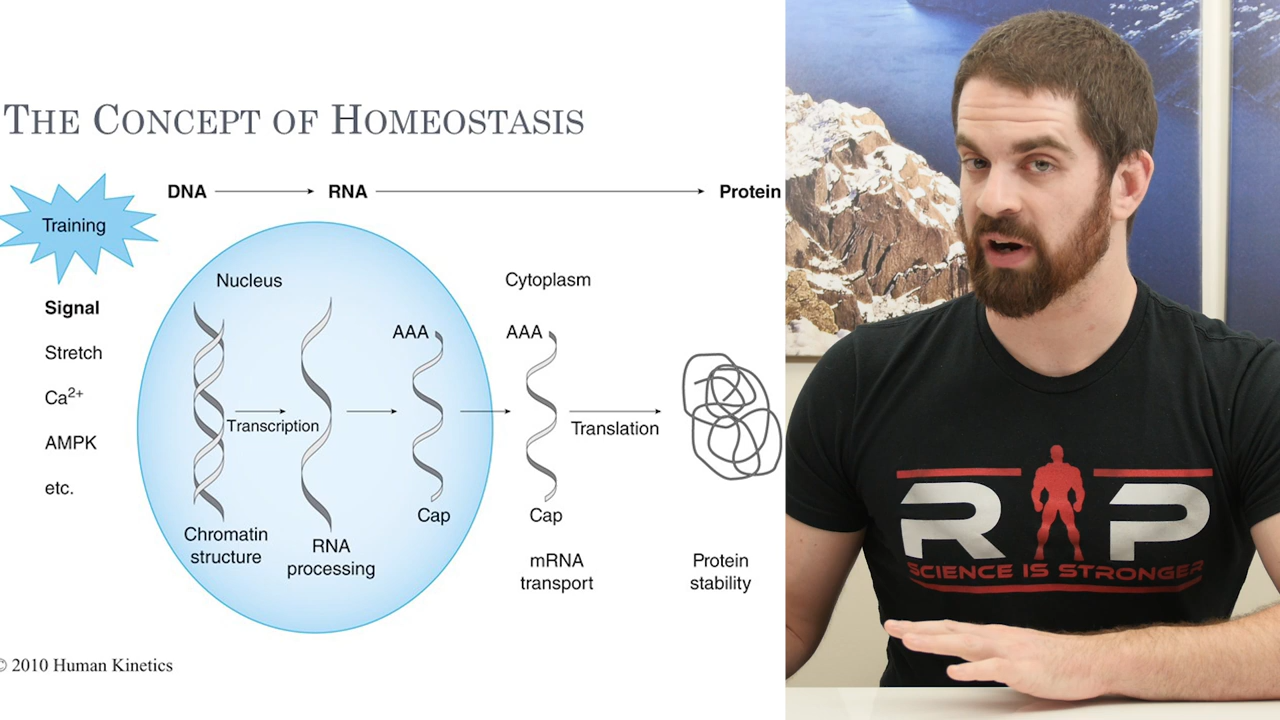 THE CONCEPT OF HOMEOSTASIS
DNA
RNA
Protein
Training
Nucleus
Cytoplasm
Signal
Stretch
Ca²⁺
AMPK
etc.
AAA
AAA
Transcription
Translation
Cap
Cap
Chromatin
structure
RNA
processing
mRNA
transport
Protein
stability
© 2010 Human Kinetics
R P
SCIENCE IS STRONGER